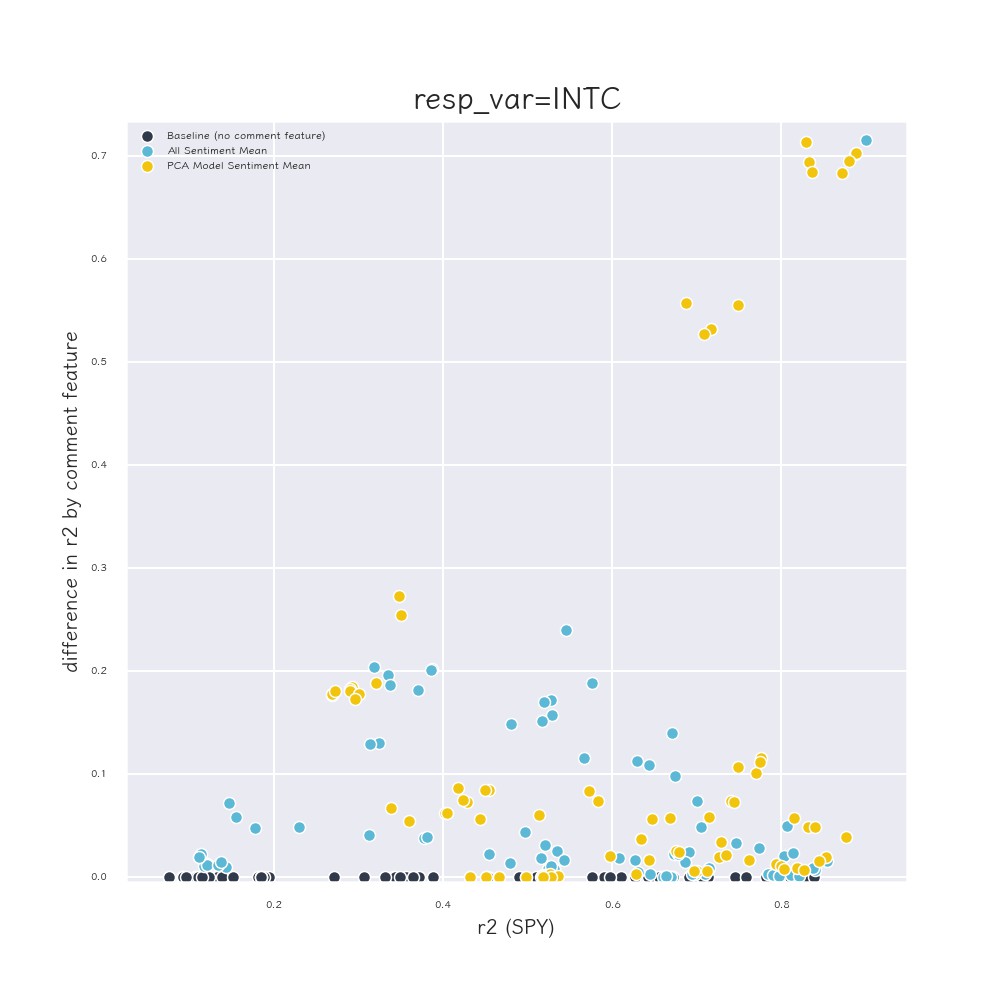 resp_var=INTC
Baseline (no comment feature)
All Sentiment Mean
PCA Model Sentiment Mean
difference in r2 by comment feature
0.7
0.6
0.5
0.4
0.3
0.2
0.1
0.0
0.2 0.4 0.6 0.8
r2 (SPY)